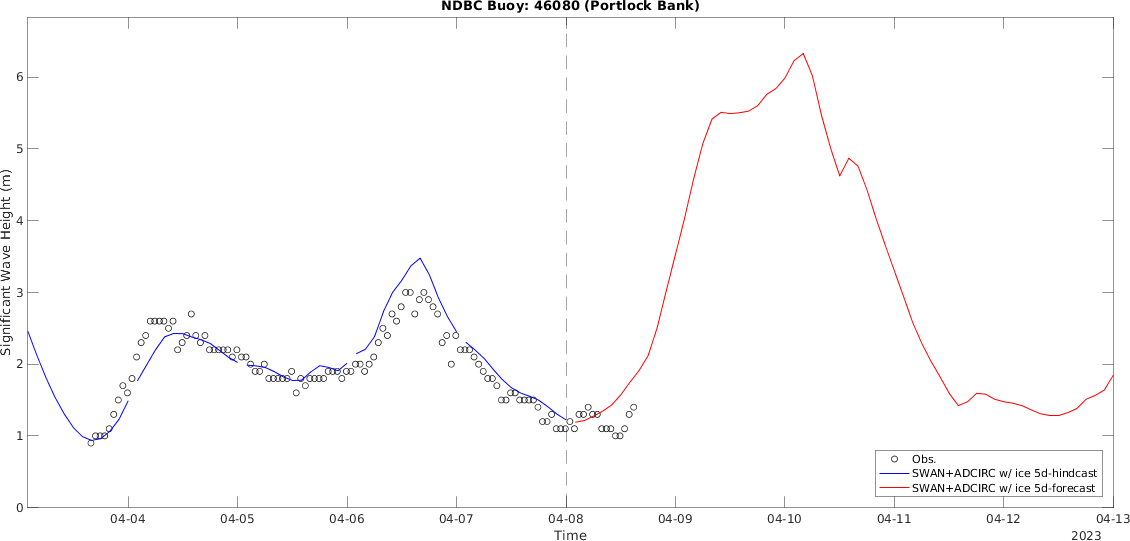 NDBC Buoy: 46080 (Portlock Bank)
Significant Wave Height (m)
6
5
4
3
2
1
0
Obs.
SWAN+ADCIRC w/ ice 5d-hindcast
SWAN+ADCIRC w/ ice 5d-forecast
04-04 04-05 04-06 04-07 04-08 04-09 04-10 04-11 04-12 04-13
Time
2023